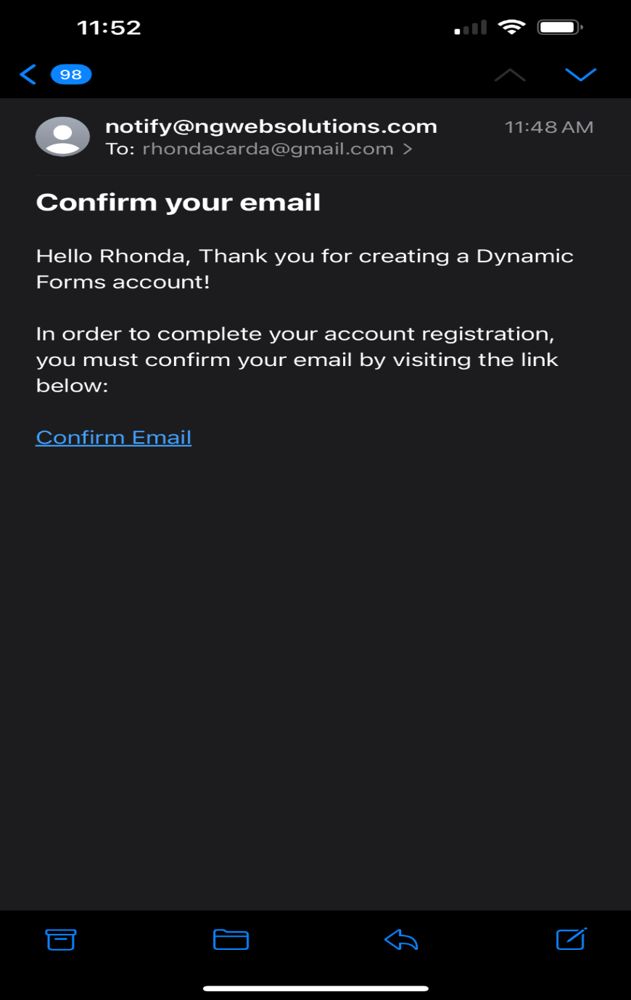 11:52
98
notify@ngwebsolutions.com 11:48 AM
To: rhondacarda@gmail.com >
Confirm your email
Hello Rhonda, Thank you for creating a Dynamic
Forms account!
In order to complete your account registration,
you must confirm your email by visiting the link
below:
Confirm Email